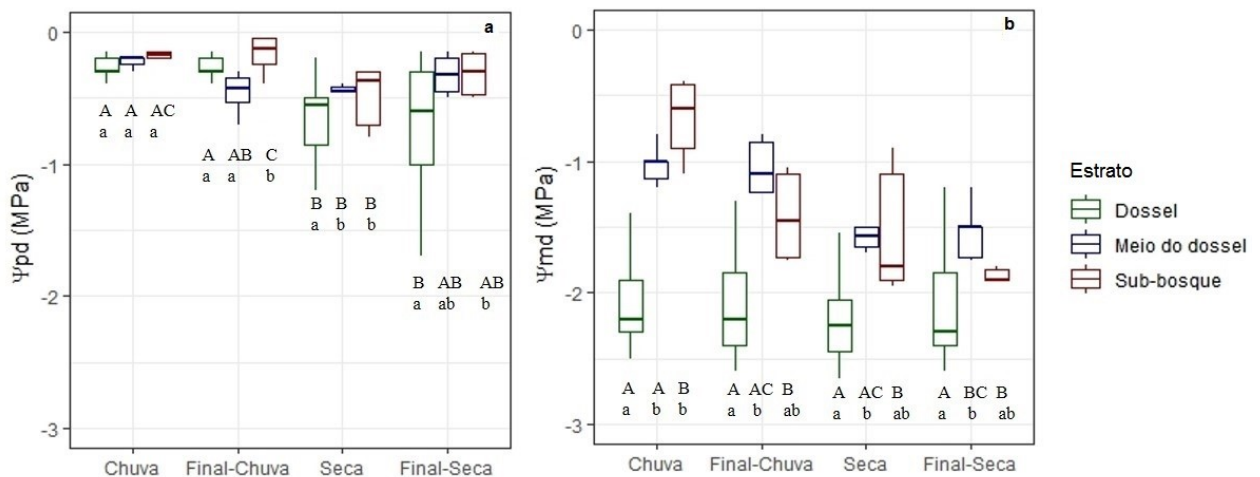 a
0
-1
-2
-3
Ψpd (MPa)
A A AC
a a a
A AB C
a a b
B B B
a b b
B AB AB
a ab b
Chuva Final-Chuva Seca Final-Seca
b
0
-1
-2
-3
Ψmd (MPa)
A A B
a b b
A AC B
a b ab
A AC B
a b ab
A BC B
a b ab
Chuva Final-Chuva Seca Final-Seca
Estrato
Dossel
Meio do dossel
Sub-bosque